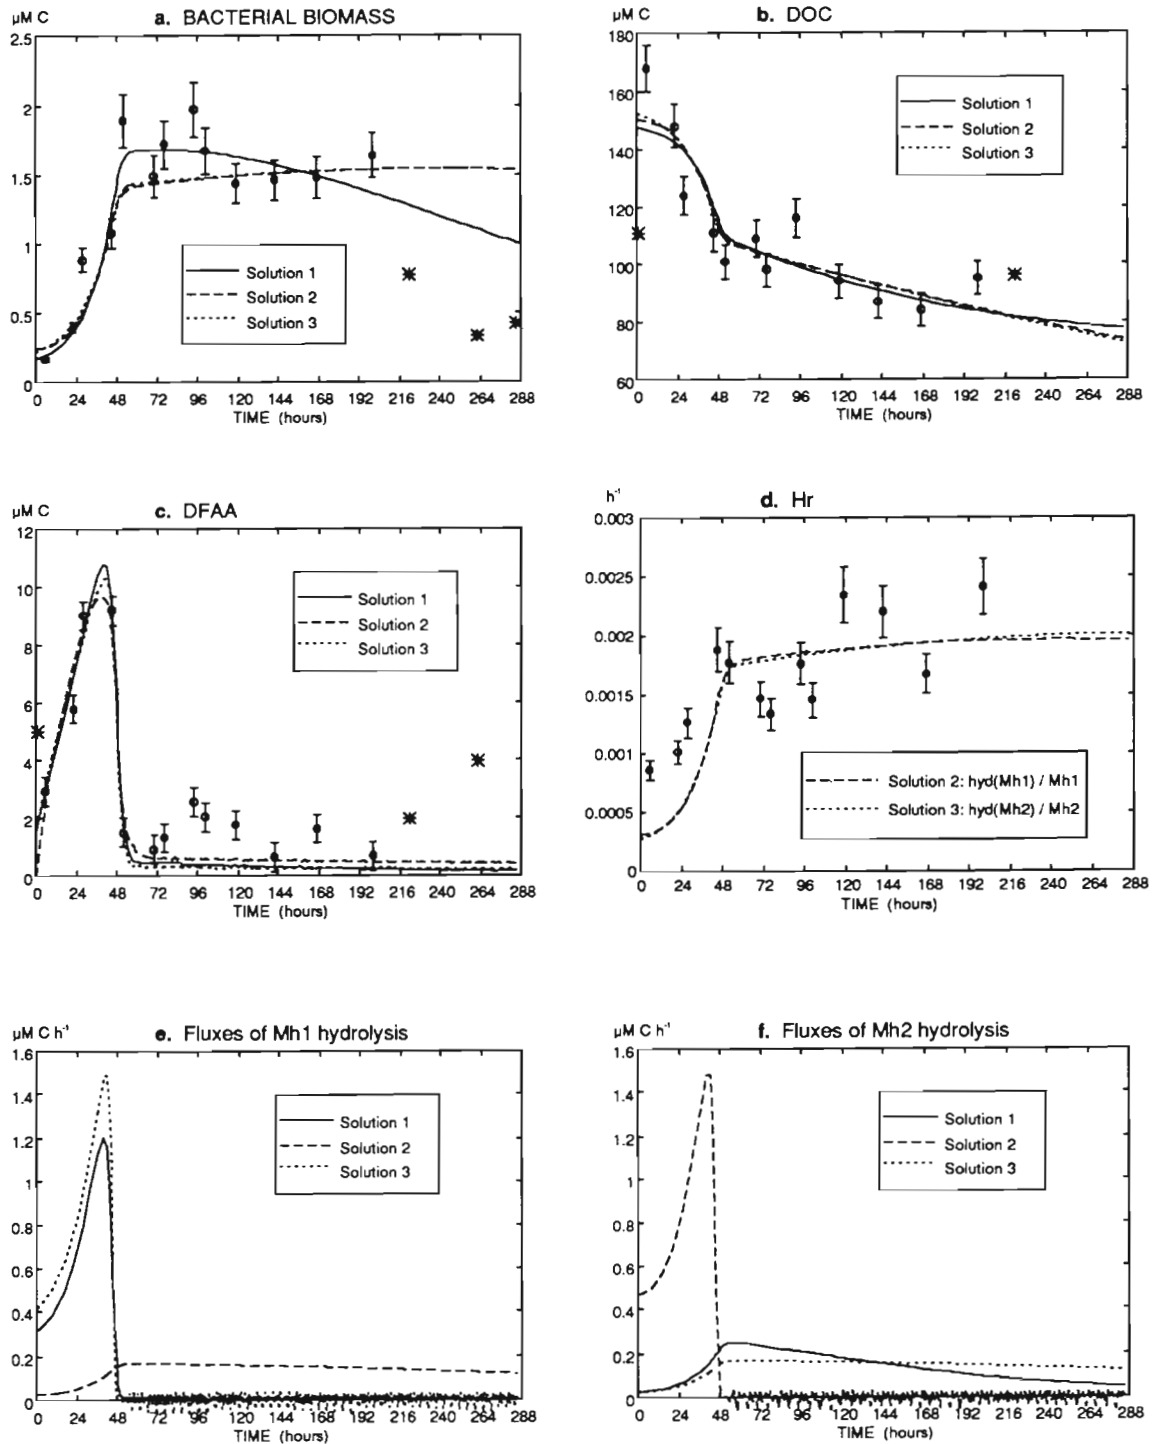 µM C
a. BACTERIAL BIOMASS
2.5
2
1.5
1
0.5
0
Solution 1
Solution 2
Solution 3
0 24 48 72 96 120 144 168 192 216 240 264 288
TIME (hours)
µM C
b. DOC
180
160
140
120
100
80
60
Solution 1
Solution 2
Solution 3
0 24 48 72 96 120 144 168 192 216 240 264 288
TIME (hours)
µM C
c. DFAA
12
10
8
6
4
2
0
Solution 1
Solution 2
Solution 3
0 24 48 72 96 120 144 168 192 216 240 264 288
TIME (hours)
h⁻¹
d. Hr
0.003
0.0025
0.002
0.0015
0.001
0.0005
0
Solution 2: hyd(Mh1) / Mh1
Solution 3: hyd(Mh2) / Mh2
0 24 48 72 96 120 144 168 192 216 240 264 288
TIME (hours)
µM C h⁻¹
e. Fluxes of Mh1 hydrolysis
1.6
1.4
1.2
1
0.8
0.6
0.4
0.2
0
Solution 1
Solution 2
Solution 3
0 24 48 72 96 120 144 168 192 216 240 264 288
TIME (hours)
µM C h⁻¹
f. Fluxes of Mh2 hydrolysis
1.6
1.4
1.2
1
0.8
0.6
0.4
0.2
0
Solution 1
Solution 2
Solution 3
0 24 48 72 96 120 144 168 192 216 240 264 288
TIME (hours)